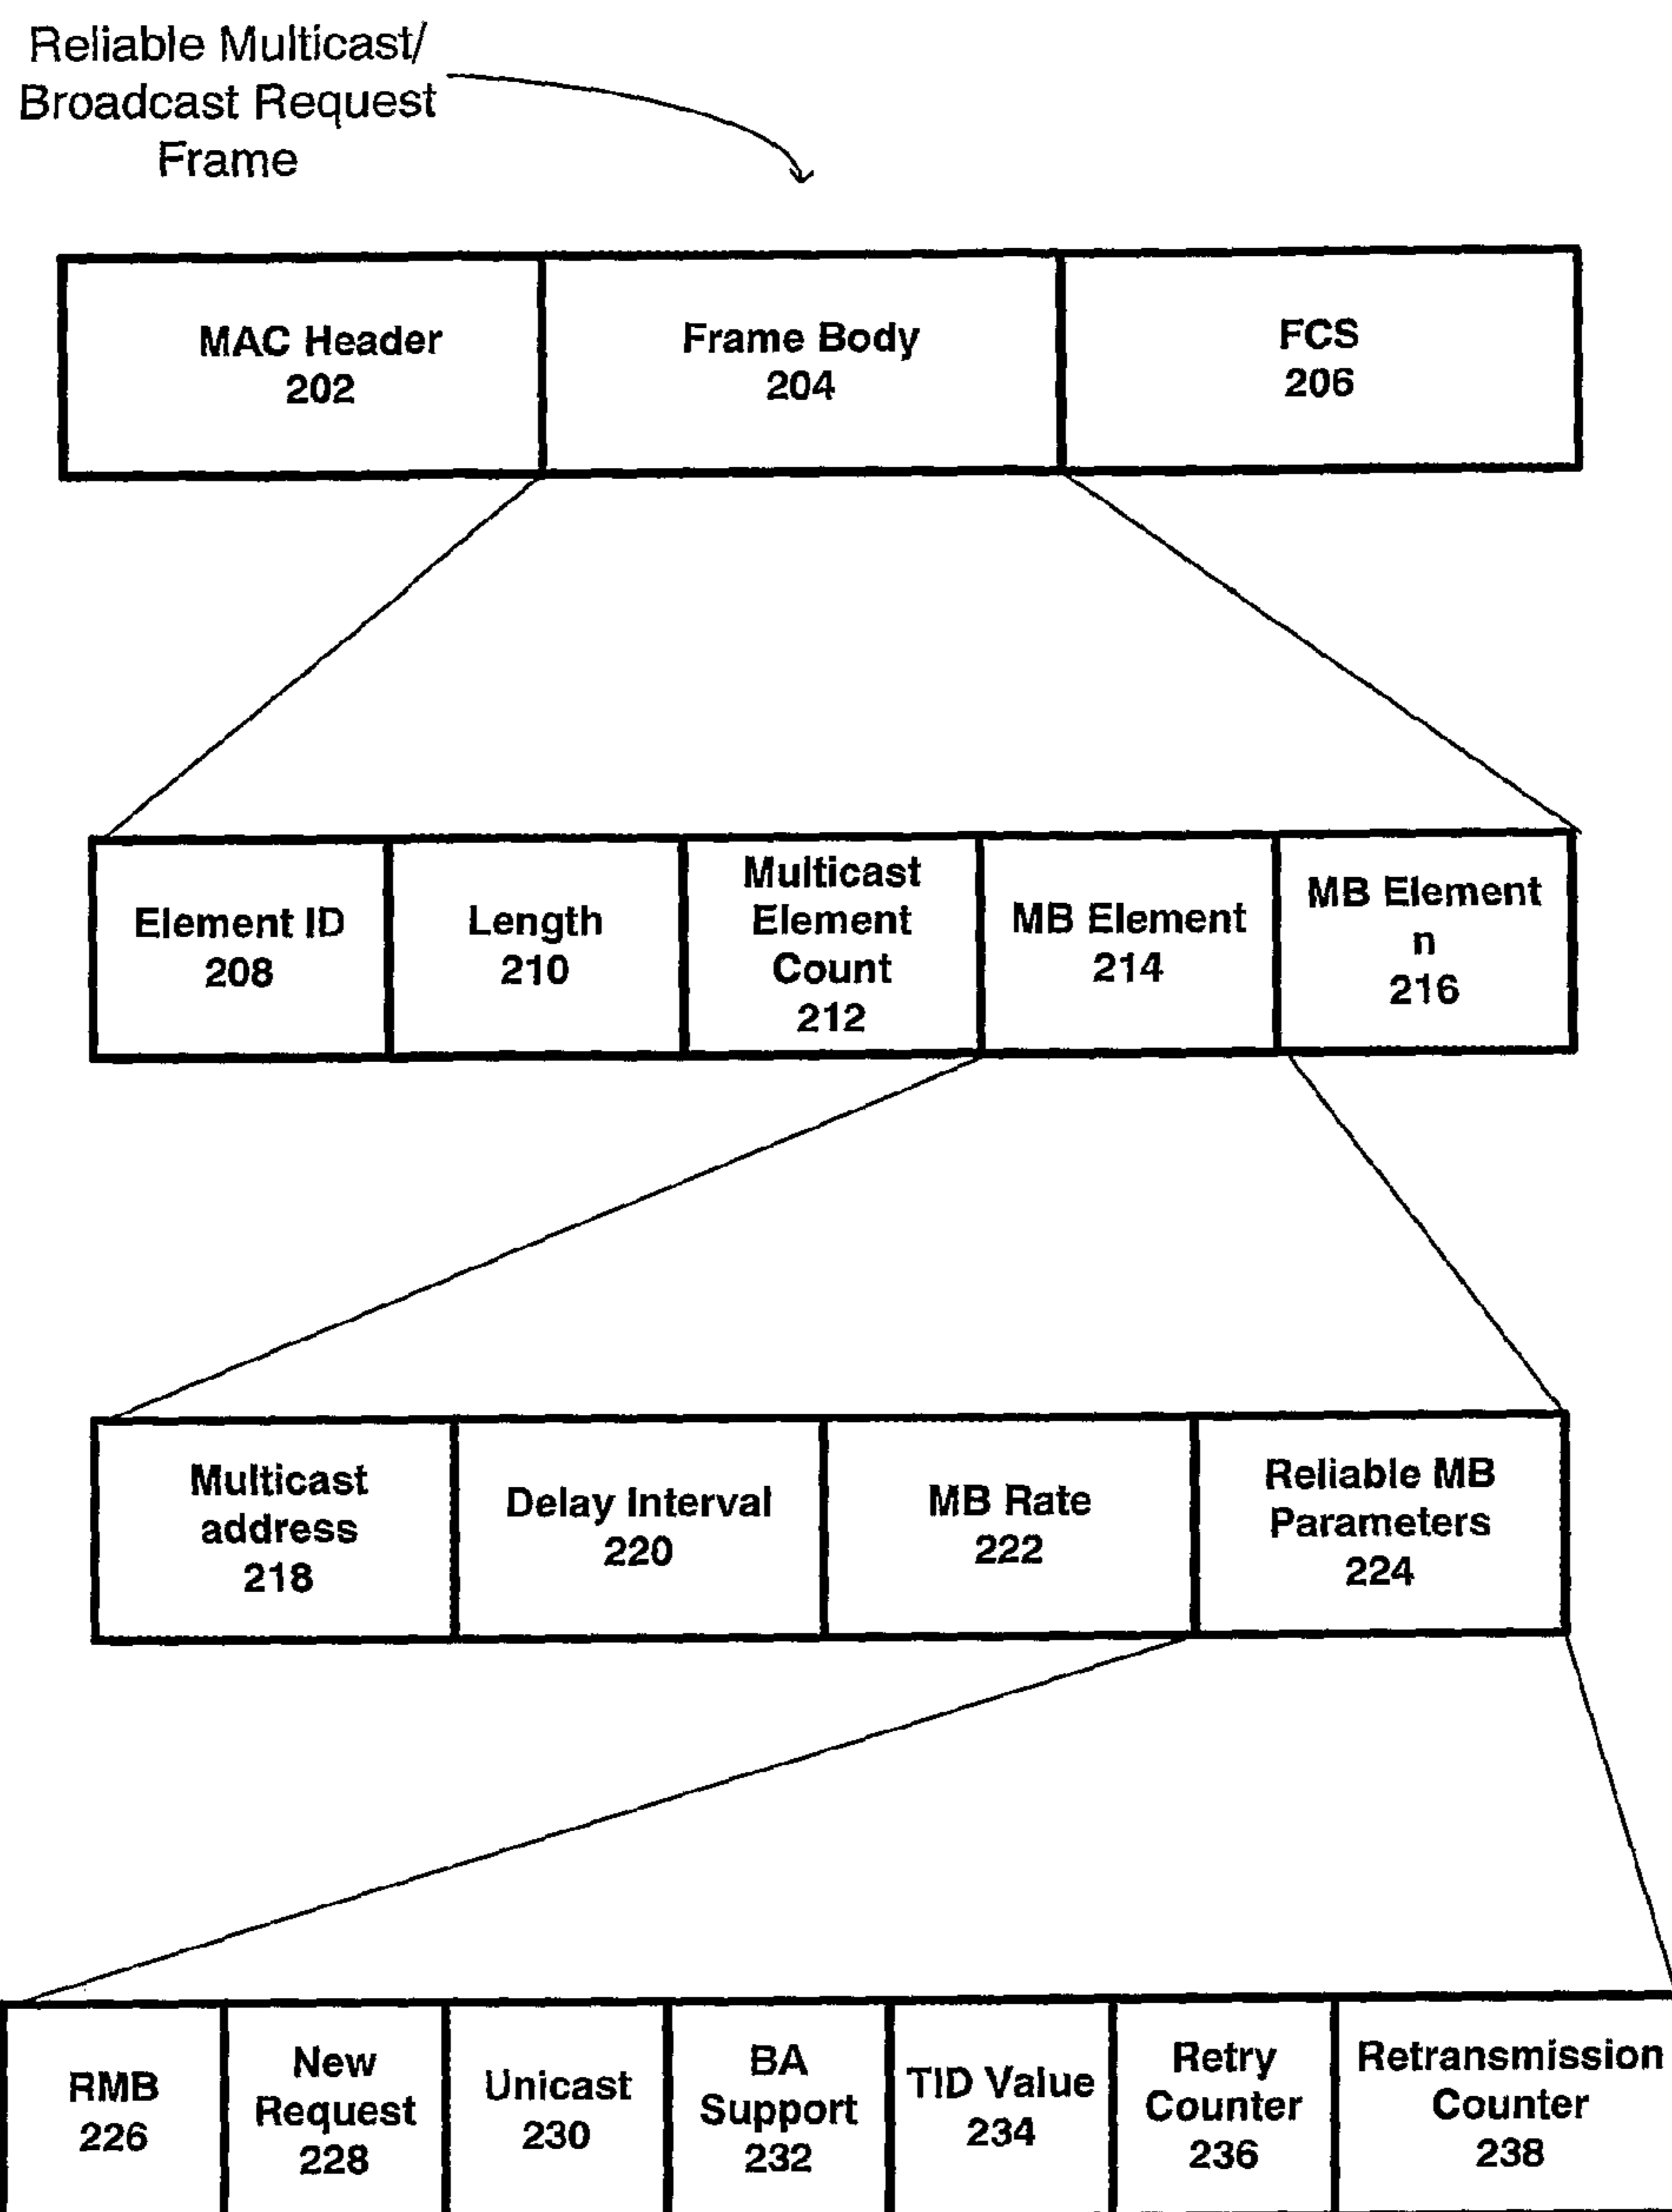 Reliable Multicast/
Broadcast Request
Frame
MAC Header
202
Frame Body
204
FCS
206
Element ID
208
Length
210
Multicast
Element
Count
212
MB Element
214
MB Element
n
216
Multicast
address
218
Delay Interval
220
MB Rate
222
Reliable MB
Parameters
224
RMB
226
New
Request
228
Unicast
230
BA
Support
232
TID Value
234
Retry
Counter
236
Retransmission
Counter
238